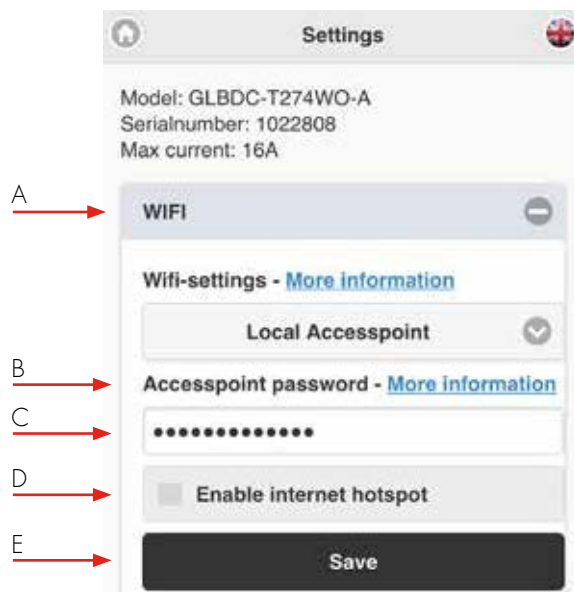 Settings
Model: GLBDC-T274WO-A
Serialnumber: 1022808
Max current: 16A
A
WIFI
Wifi-settings - More information
Local Accesspoint
B
Accesspoint password - More information
C
•••••••••••••
D
Enable internet hotspot
E
Save